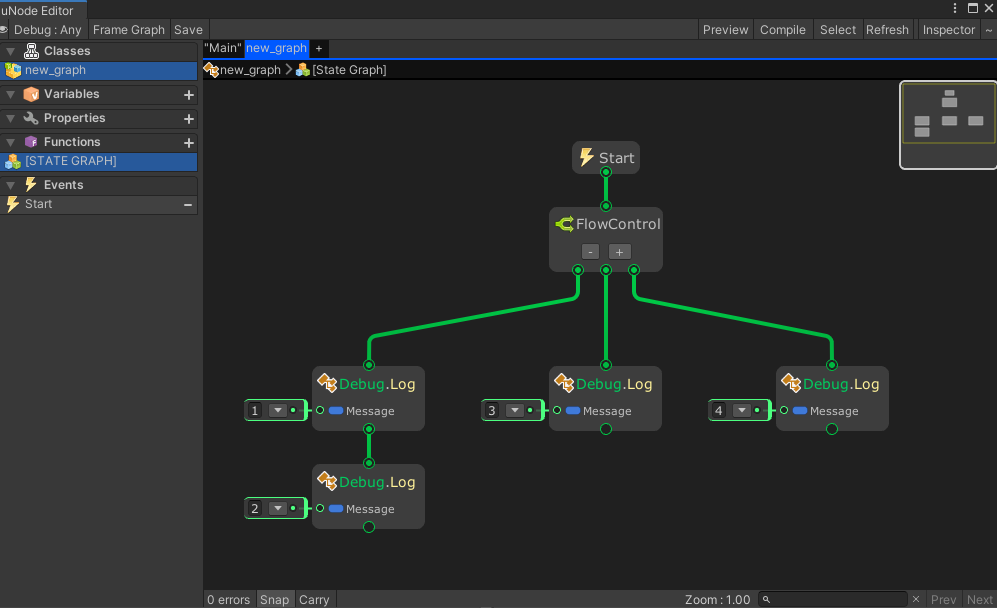 uNode Editor
Debug : Any Frame Graph Save Preview Compile Select Refresh Inspector ~
Classes
new_graph
Variables +
Properties +
Functions +
[STATE GRAPH]
Events
Start −
"Main" new_graph +
new_graph [State Graph]
Start
FlowControl
- +
Debug.Log
1 Message
Debug.Log
3 Message
Debug.Log
4 Message
Debug.Log
2 Message
0 errors Snap Carry Zoom : 1.00 Prev Next